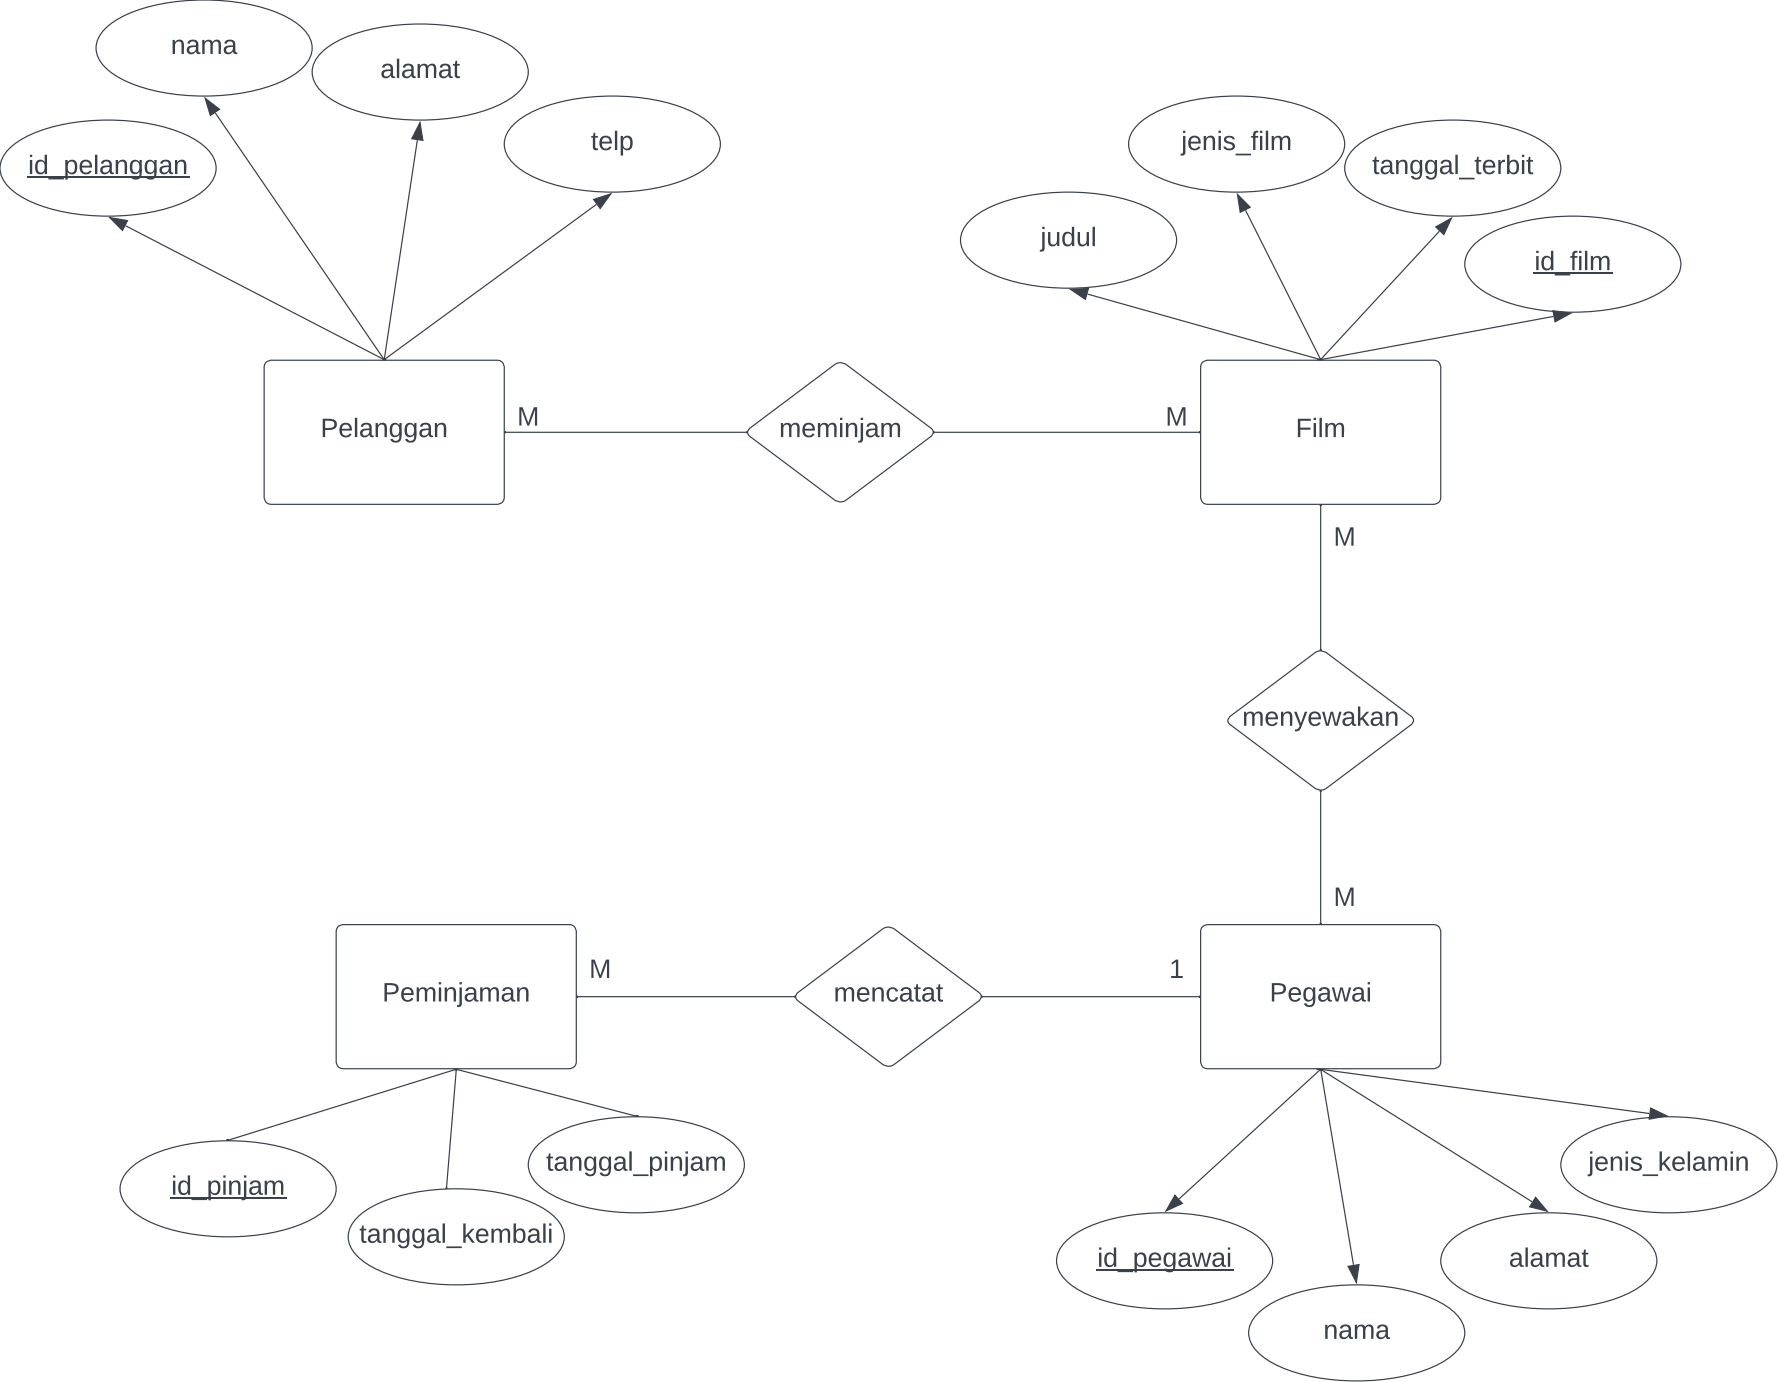 nama
alamat
telp
id_pelanggan
jenis_film
tanggal_terbit
judul
id_film
Pelanggan
M
meminjam
M
Film
M
menyewakan
M
Peminjaman
M
mencatat
1
Pegawai
id_pinjam
tanggal_kembali
tanggal_pinjam
id_pegawai
nama
alamat
jenis_kelamin